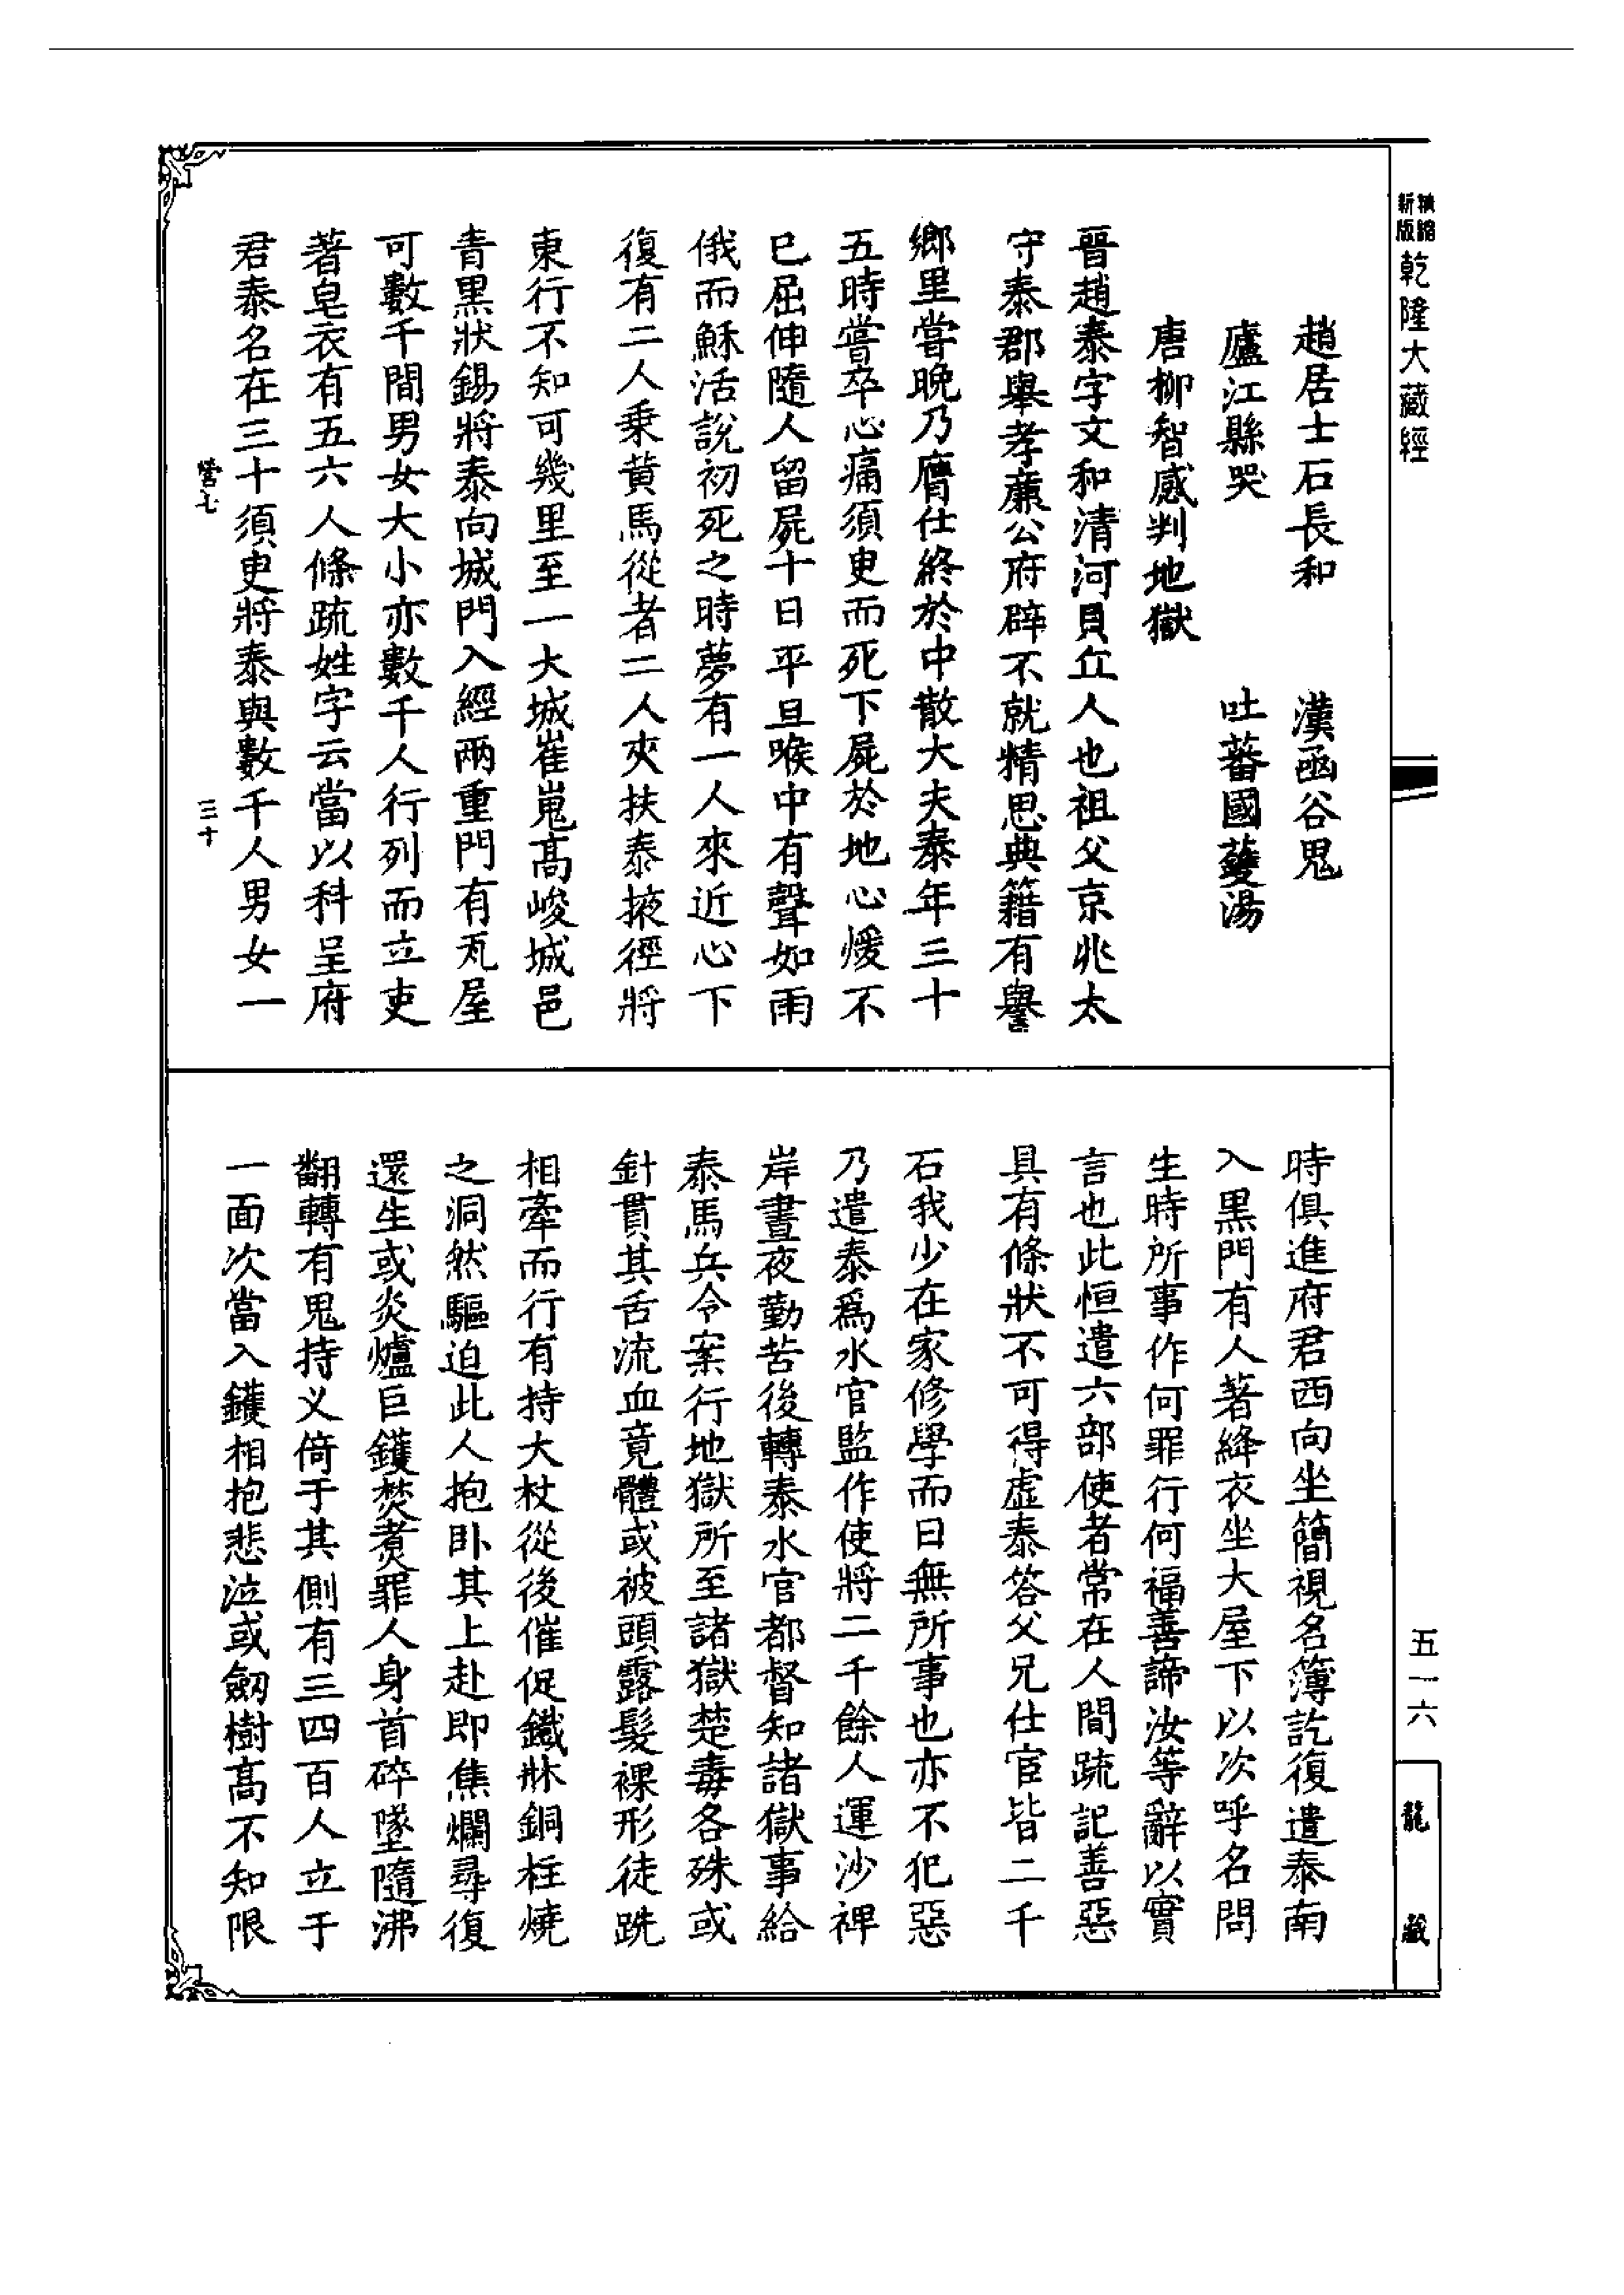 精縮新版乾隆大藏經
趙居士石長和　漢函谷鬼
廬江縣哭　吐蕃國鑊湯
唐柳智感判地獄
晉趙泰字文和清河貝丘人也祖父京兆太
守泰郡舉孝廉公府辟不就精思典籍有譽
鄉里當晚乃膺仕終於中散大夫泰年三十
五時嘗卒心痛須臾而死下屍於地心煖不
已屈伸隨人留屍十日平旦喉中有聲如雨
俄而穌活說初死之時夢有一人來近心下
復有二人乘黃馬從者二人夾扶泰掖徑將
東行不知可幾里至一大城崔嵬高峻城邑
青黑狀錫將泰向城門入經兩重門有瓦屋
可數千間男女大小亦數千人行列而立吏
著皂衣有五六人條疏姓字云當以科呈府
君泰名在三十須臾將泰與數千人男女一
營七　三十
時俱進府君西向坐簡視名簿訖復遣泰南
入黑門有人著絳衣坐大屋下以次呼名問
生時所事作何罪行何福善諦汝等辭以實
言也此恒遣六部使者常在人間疏記善惡
具有條狀不可得虛泰答父兄仕宦皆二千
石我少在家修學而日無所事也亦不犯惡
乃遣泰為水官監作使將二千餘人運沙裨
岸晝夜勤苦後轉泰水官都督知諸獄事給
泰馬兵令案行地獄所至諸獄楚毒各殊或
針貫其舌流血竟體或被頭露髮裸形徒跣
相牽而行有持大杖從後催促鐵牀銅柱燒
之洞然驅迫此人抱臥其上赴即焦爛尋復
還生或炎爐巨鑊焚煑罪人身首碎墜隨沸
翻轉有鬼持叉倚于其側有三四百人立于
一面次當入鑊相抱悲泣或劒樹高不知限
五一六
龍藏